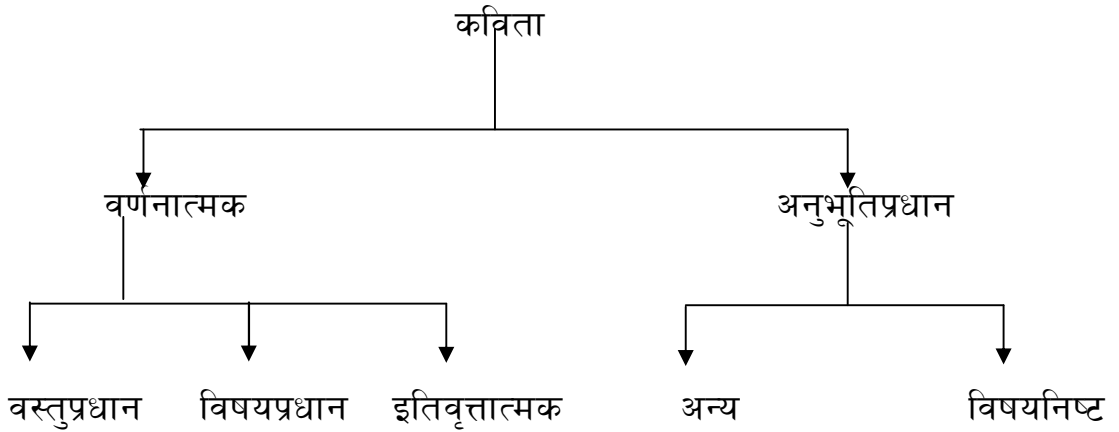 कविता
वर्णनात्मक अनुभूतिप्रधान
वस्तुप्रधान विषयप्रधान इतिवृत्तात्मक अन्य विषयनिष्ट